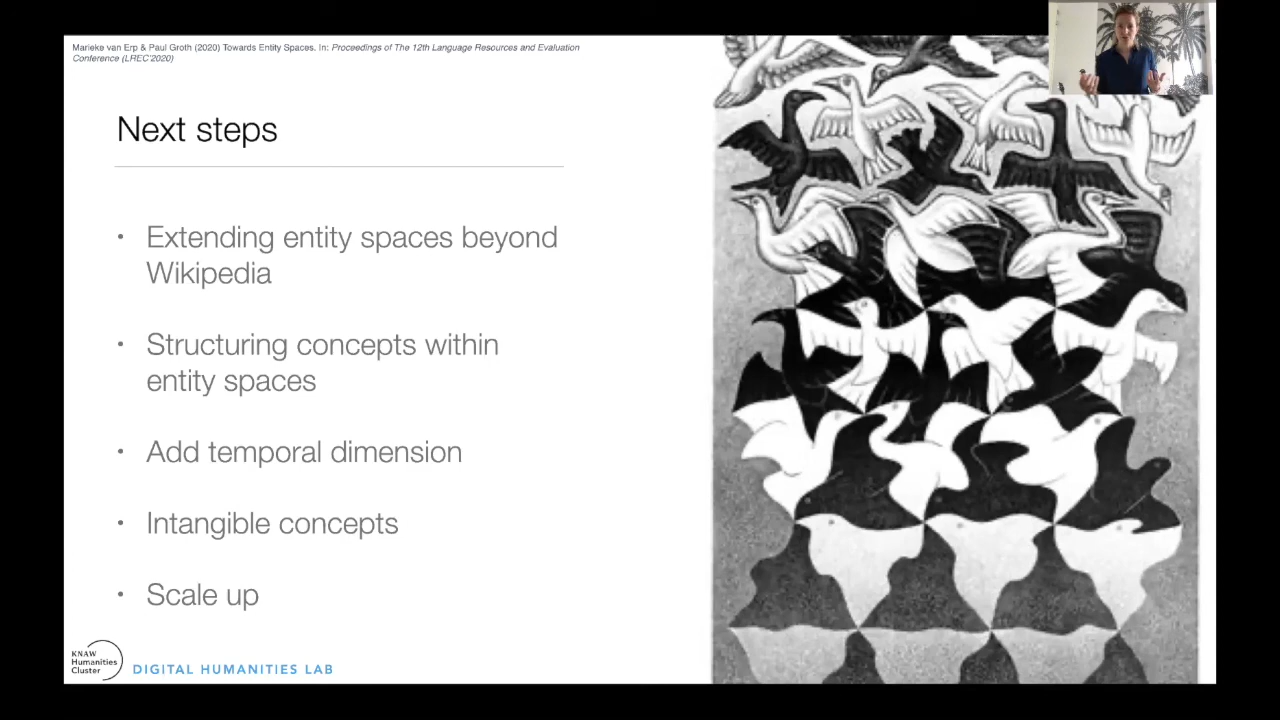 Marieke van Erp & Paul Groth (2020) Towards Entity Spaces. In: Proceedings of The 12th Language Resources and Evaluation
Conference (LREC'2020)
Next steps
• Extending entity spaces beyond
Wikipedia
• Structuring concepts within
entity spaces
• Add temporal dimension
• Intangible concepts
• Scale up
KNAW
Humanities
Cluster
DIGITAL HUMANITIES LAB